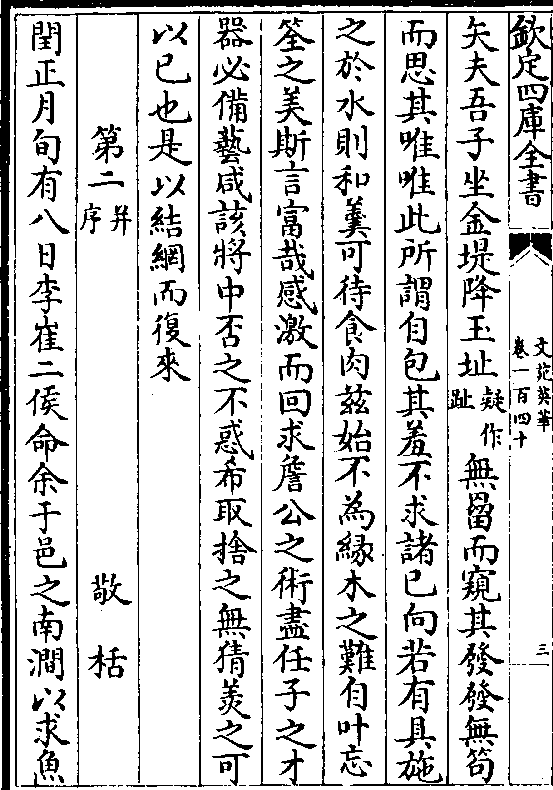 欽定四庫全書
文苑英華
卷一百四十
三
矢夫吾子坐金堤降玉址疑作趾無罶而窺其發發無笱
而思其唯唯此所謂自包其羞不求諸已向若有具施
之於水則和羹可待食肉兹始不為緣木之難自叶忘
筌之美斯言富哉感激而回求詹公之術盡任子之才
器必備藝咸該將中否之不惑希取捨之無猜羨之可
以已也是以結網而復來
第二并序 敬括
閏正月旬有八日李崔二侯命余于邑之南澗以求魚